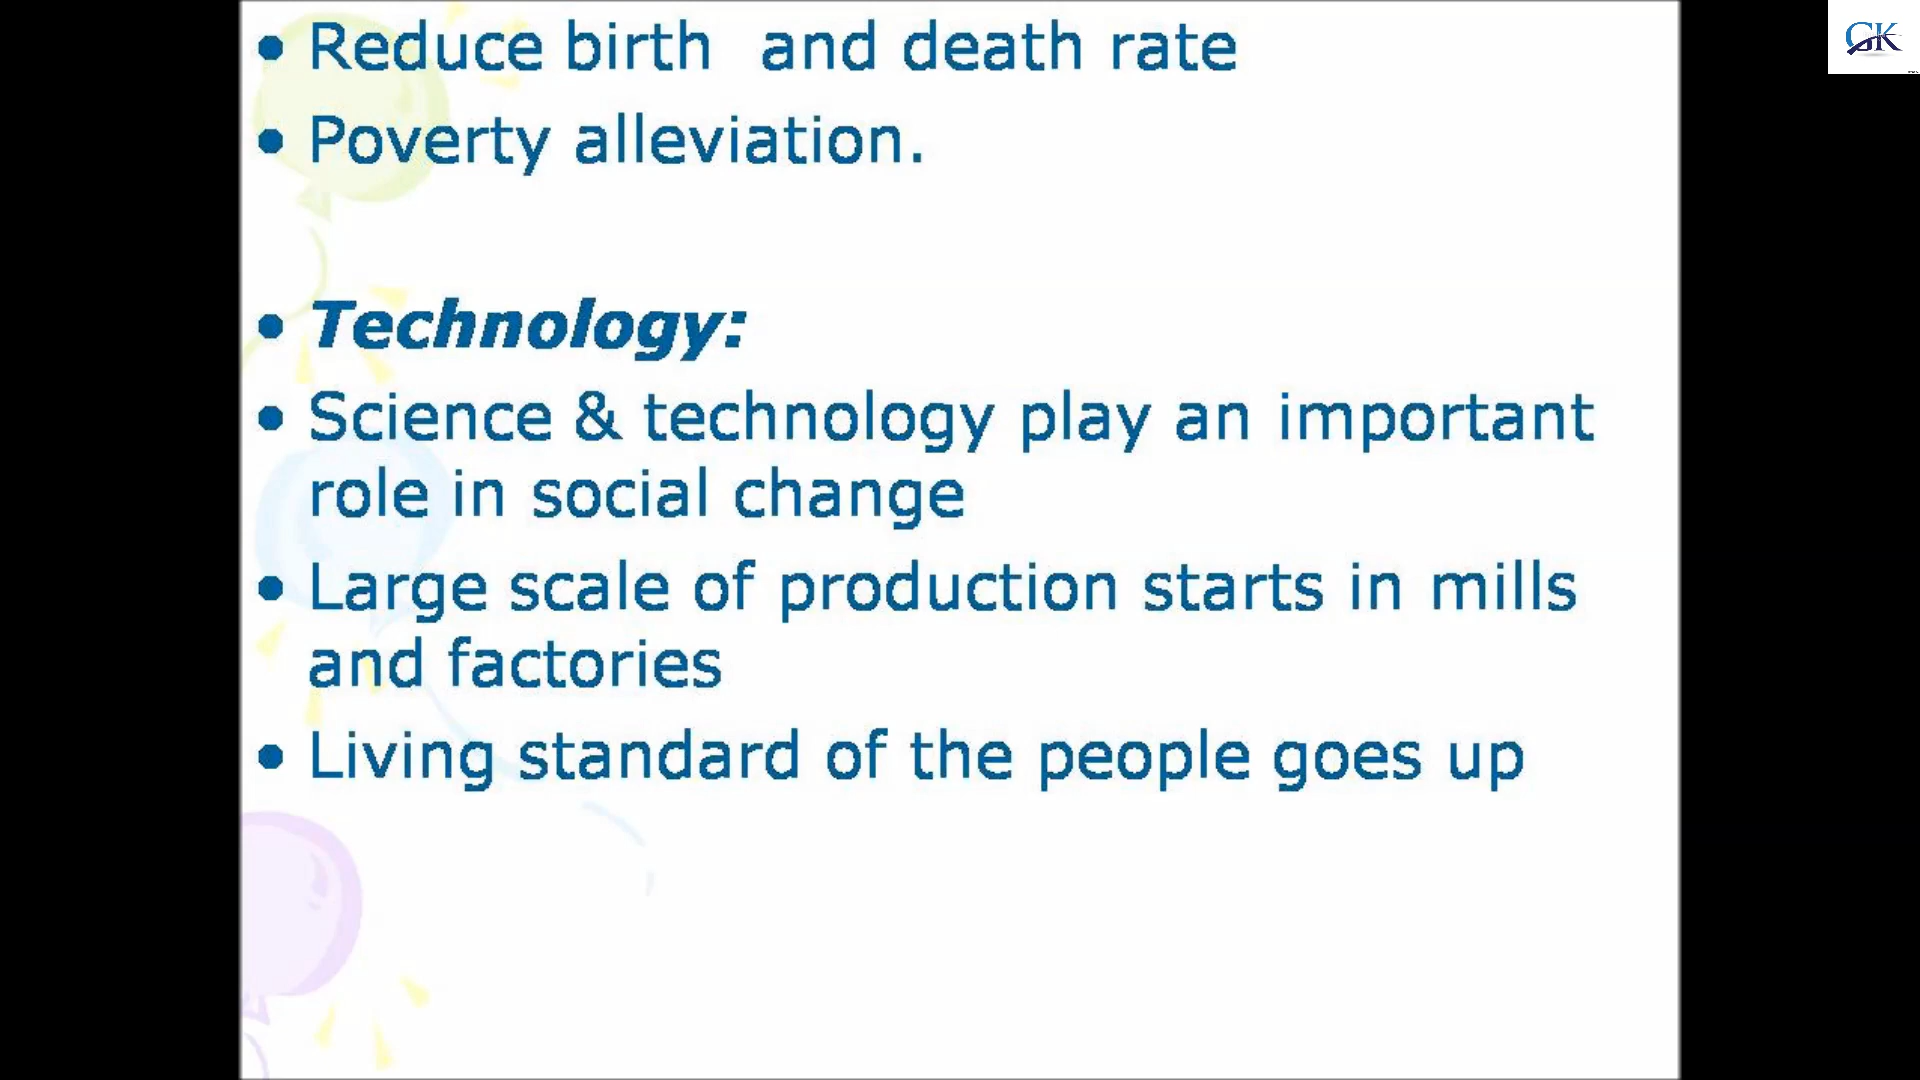 GK
• Reduce birth  and death rate
• Poverty alleviation.
• Technology:
• Science & technology play an important
role in social change
• Large scale of production starts in mills
and factories
• Living standard of the people goes up